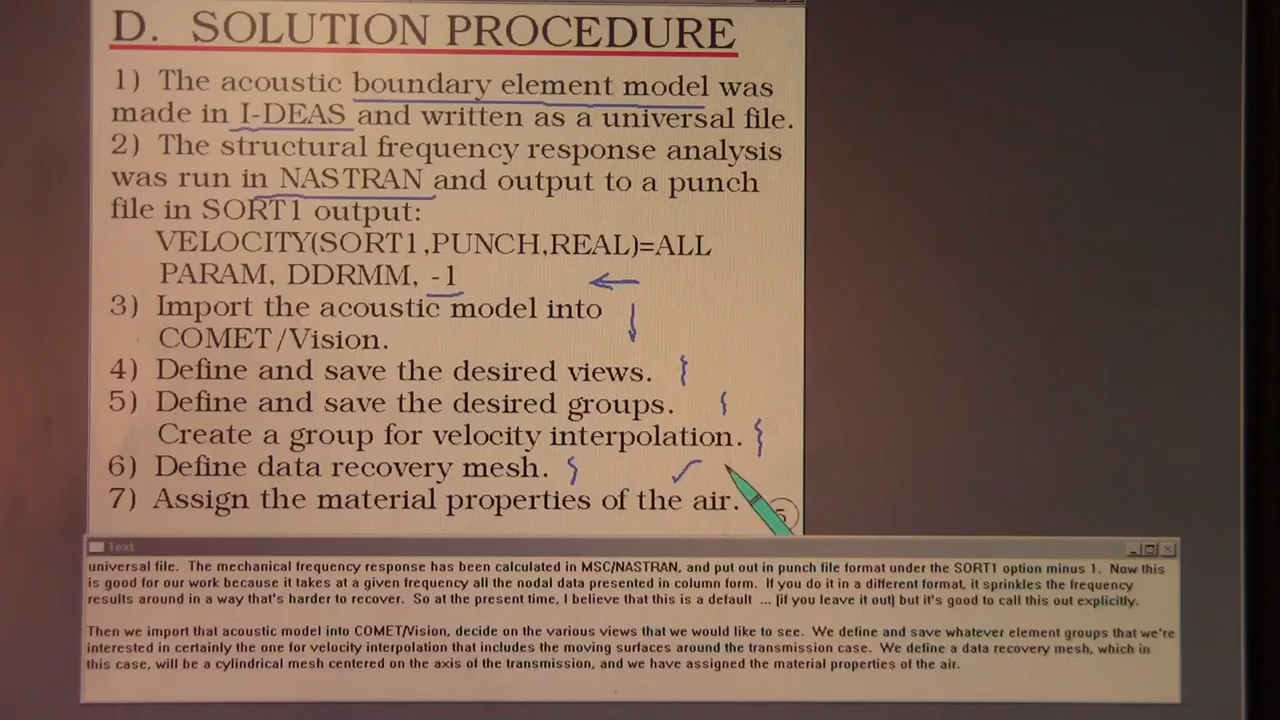 D. SOLUTION PROCEDURE
1) The acoustic boundary element model was
made in I-DEAS and written as a universal file.
2) The structural frequency response analysis
was run in NASTRAN and output to a punch
file in SORT1 output:
VELOCITY(SORT1,PUNCH,REAL)=ALL
PARAM, DDRMM, -1
3) Import the acoustic model into
COMET/Vision.
4) Define and save the desired views.
5) Define and save the desired groups.
Create a group for velocity interpolation.
6) Define data recovery mesh.
7) Assign the material properties of the air.
5
Text
universal file. The mechanical frequency response has been calculated in MSC/NASTRAN, and put out in punch file format under the SORT1 option minus 1. Now this
is good for our work because it takes at a given frequency all the nodal data presented in column form. If you do it in a different format, it sprinkles the frequency
results around in a way that's harder to recover. So at the present time, I believe that this is a default ... (if you leave it out) but it's good to call this out explicitly.
Then we import that acoustic model into COMET/Vision, decide on the various views that we would like to see. We define and save whatever element groups that we're
interested in certainly the one for velocity interpolation that includes the moving surfaces around the transmission case. We define a data recovery mesh, which in
this case, will be a cylindrical mesh centered on the axis of the transmission, and we have assigned the material properties of the air.